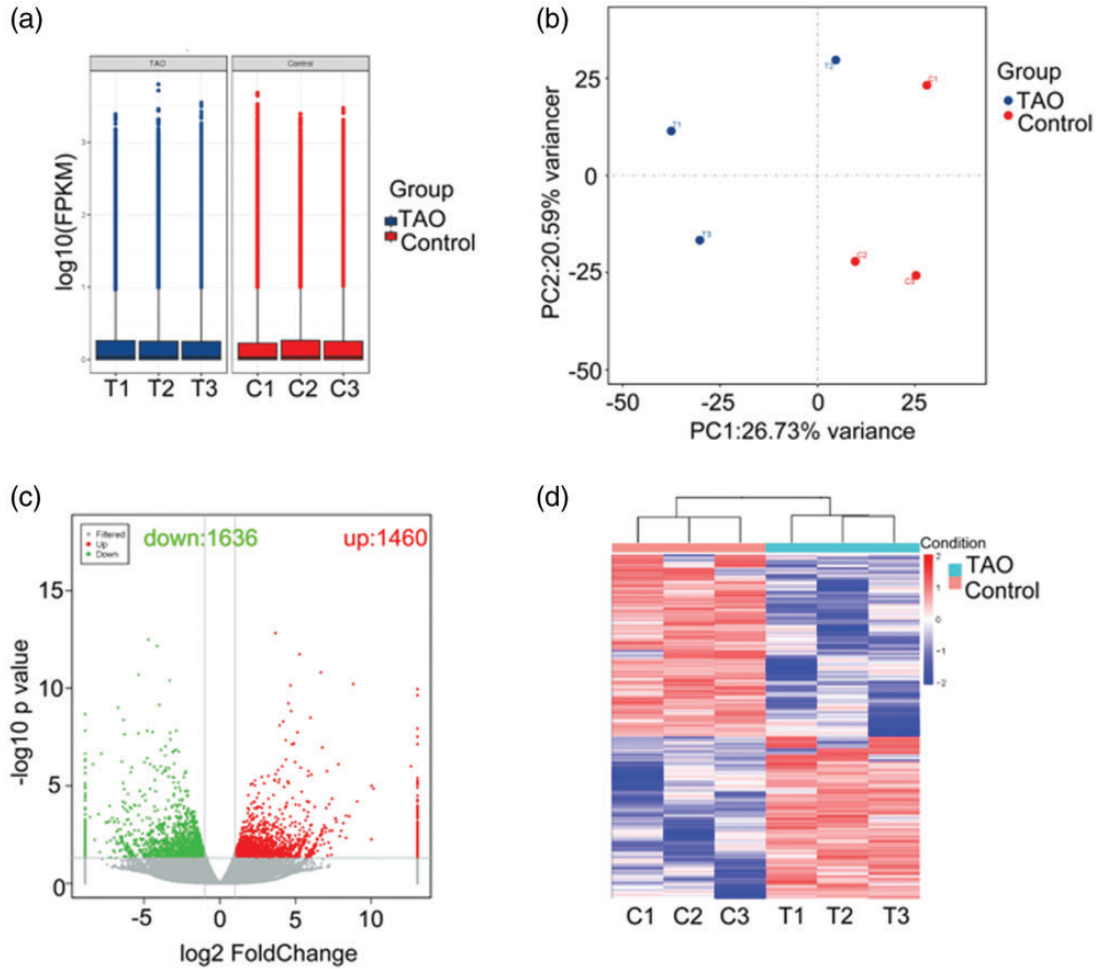 (a)
TAO Control
log10(FPKM)
3
2
1
0
T1 T2 T3 C1 C2 C3
Group
TAO
Control
(b)
PC2:20.59% variancer
25
0
-25
-50
-50 -25 0 25
PC1:26.73% variance
T1
T2
T3
C1
C2
C3
Group
TAO
Control
(c)
Filtered
Up
Down
down:1636 up:1460
-log10 p value
15
10
5
0
-5 0 5 10
log2 FoldChange
(d)
Condition
TAO
Control
2
1
0
-1
-2
C1 C2 C3 T1 T2 T3